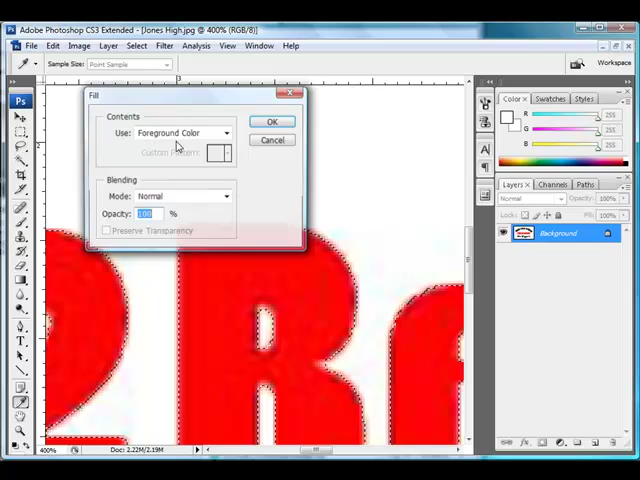 Adobe Photoshop CS3 Extended - [Jones High.jpg @ 400% (RGB/8)]
File Edit Image Layer Select Filter Analysis View Window Help
Sample Size: Point Sample
Workspace
3
2
Ps
Fill
Contents
Use: Foreground Color
Custom Pattern:
OK
Cancel
Blending
Mode: Normal
Opacity: 100 %
Preserve Transparency
Color Swatches Styles
R 255
G 255
B 255
Layers Channels Paths
Normal Opacity: 100%
Lock: Fill: 100%
Background
R
400% Doc: 2.22M/2.19M